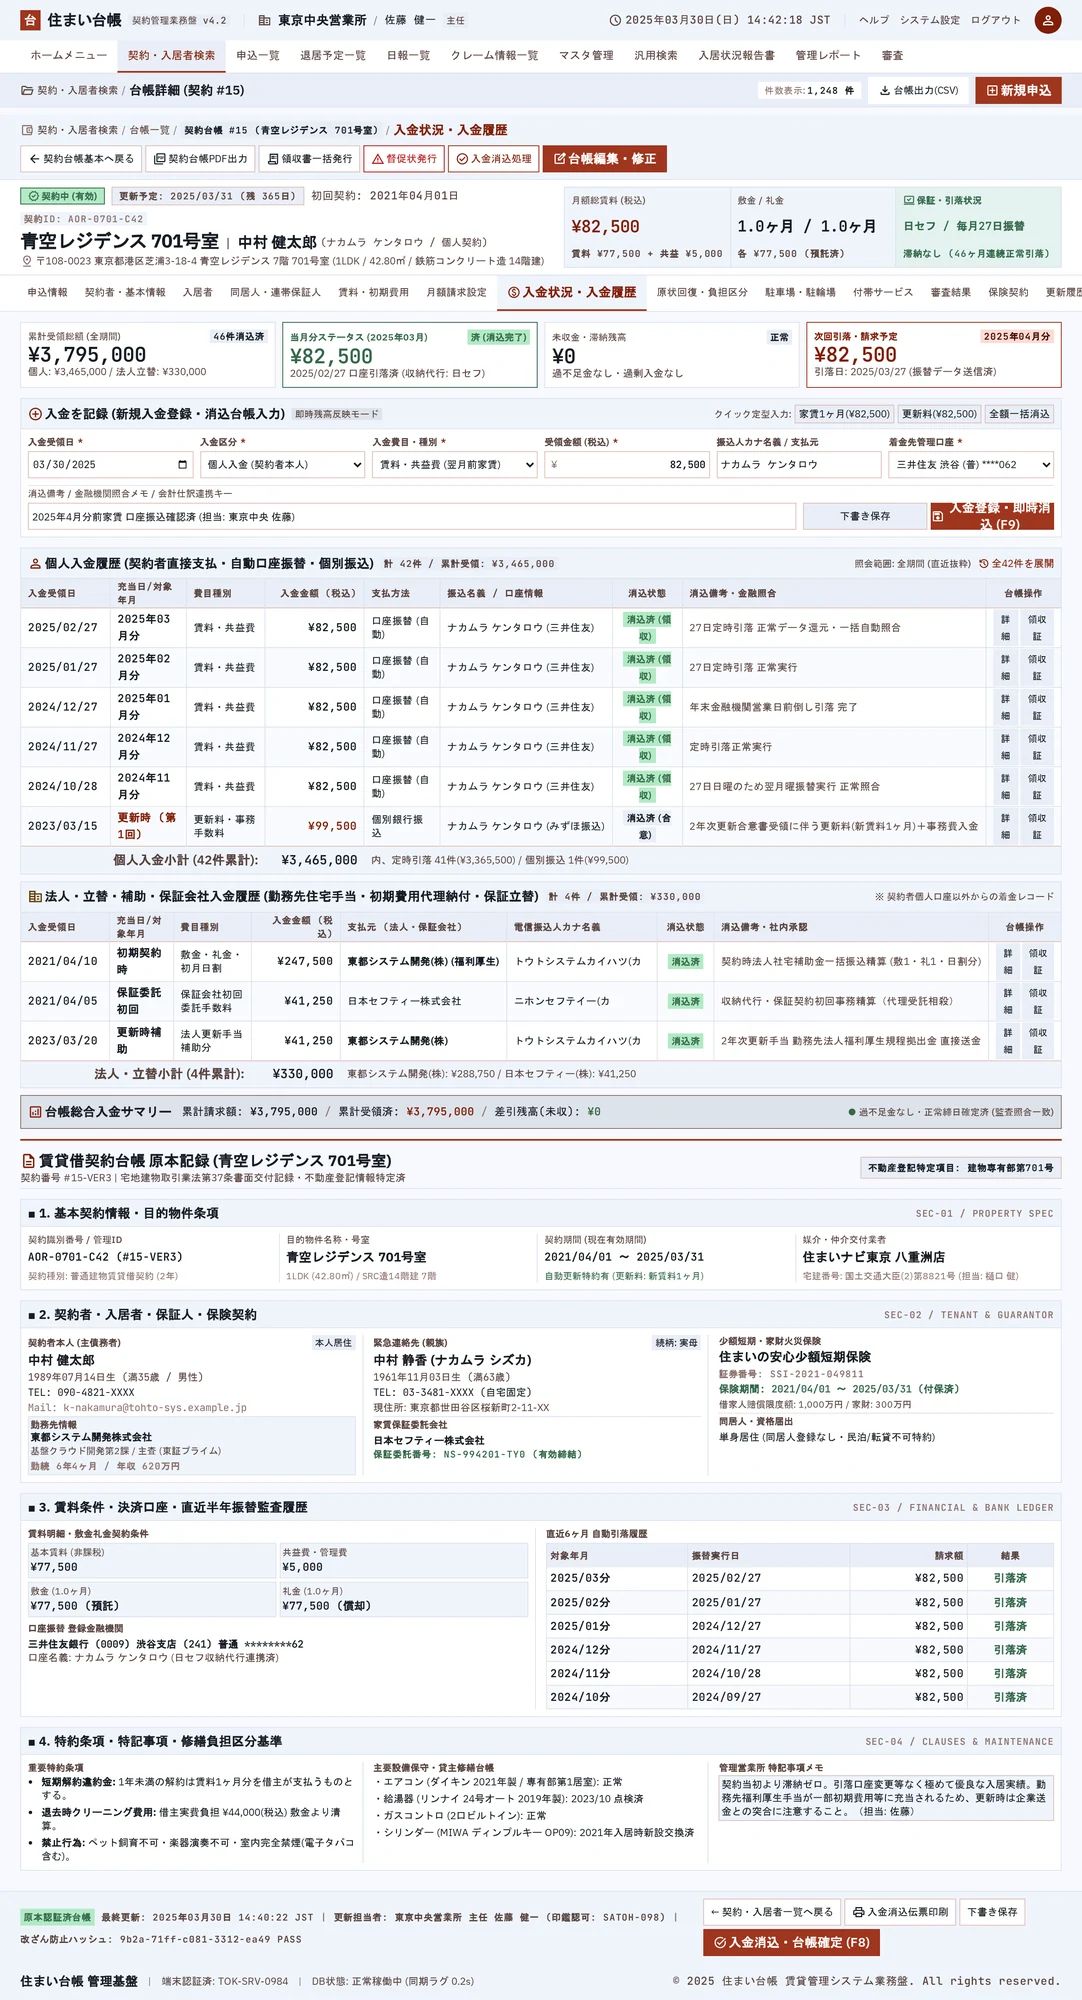 台 住まい台帳 契約管理業務盤 v4.2 東京中央営業所 / 佐藤 健一 主任 2025年03月30日(日) 14:42:18 JST ヘルプ システム設定 ログアウト
ホームメニュー 契約・入居者検索 申込一覧 退居予定一覧 日報一覧 クレーム情報一覧 マスタ管理 汎用検索 入居状況報告書 管理レポート 審査
契約・入居者検索 / 台帳詳細 (契約 #15) 件数表示:1,248 件 台帳出力(CSV) 新規申込
契約・入居者検索 / 台帳一覧 / 契約台帳 #15 (青空レジデンス 701号室) / 入金状況・入金履歴
契約台帳基本へ戻る 契約台帳PDF出力 領収書一括発行 督促状発行 入金消込処理 台帳編集・修正
契約中 (有効) 更新予定: 2025/03/31 (残 365日) 初回契約: 2021年04月01日
契約ID: AOR-0701-C42
青空レジデンス 701号室 | 中村 健太郎 (ナカムラ ケンタロウ / 個人契約)
〒108-0023 東京都港区芝浦3-18-4 青空レジデンス 7階 701号室 (1LDK / 42.80㎡ / 鉄筋コンクリート造 14階建)
月額総賃料 (税込) 敷金 / 礼金 保証・引落状況
¥82,500 1.0ヶ月 / 1.0ヶ月 日セフ / 毎月27日振替
賃料 ¥77,500 + 共益 ¥5,000 各 ¥77,500 (預託済) 滞納なし (46ヶ月連続正常引落)
申込情報 契約者・基本情報 入居者 同居人・連帯保証人 賃料・初期費用 月額請求設定 入金状況・入金履歴 原状回復・負担区分 駐車場・駐輪場 付帯サービス 審査結果 保険契約 更新履歴
累計受領総額 (全期間) 46件消込済
¥3,795,000
個人: ¥3,465,000 / 法人立替: ¥330,000
当月分ステータス (2025年03月) 済 (消込完了)
¥82,500
2025/02/27 口座引落済 (収納代行: 日セフ)
未収金・滞納残高 正常
¥0
過不足金なし・過剰入金なし
次回引落・請求予定 2025年04月分
¥82,500
引落日: 2025/03/27 (振替データ送信済)
入金を記録 (新規入金登録・消込台帳入力) 即時残高反映モード クイック定型入力: 家賃1ヶ月(¥82,500) 更新料(¥82,500) 全額一括消込
入金受領日 * 入金区分 * 入金費目・種別 * 受領金額 (税込) * 振込人カナ名義 / 支払元 着金先管理口座 *
03/30/2025 個人入金 (契約者本人) 賃料・共益費 (翌月前家賃) ¥ 82,500 ナカムラ ケンタロウ 三井住友 渋谷 (普) ****062
消込備考 / 金融機関照合メモ / 会計仕訳連携キー
2025年4月分前家賃 口座振込確認済 (担当: 東京中央 佐藤) 下書き保存 入金登録・即時消込 (F9)
個人入金履歴 (契約者直接支払・自動口座振替・個別振込) 計 42件 / 累計受領: ¥3,465,000 照会範囲: 全期間 (直近抜粋) 全42件を展開
入金受領日 充当日/対象年月 費目種別 入金金額 (税込) 支払方法 振込名義 / 口座情報 消込状態 消込備考・金融照合 台帳操作
2025/02/27 2025年03月分 賃料・共益費 ¥82,500 口座振替 (自動) ナカムラ ケンタロウ (三井住友) 消込済 (領収) 27日定時引落 正常データ還元・一括自動照合 詳細 領収証
2025/01/27 2025年02月分 賃料・共益費 ¥82,500 口座振替 (自動) ナカムラ ケンタロウ (三井住友) 消込済 (領収) 27日定時引落 正常実行 詳細 領収証
2024/12/27 2025年01月分 賃料・共益費 ¥82,500 口座振替 (自動) ナカムラ ケンタロウ (三井住友) 消込済 (領収) 年末金融機関営業日前倒し引落 完了 詳細 領収証
2024/11/27 2024年12月分 賃料・共益費 ¥82,500 口座振替 (自動) ナカムラ ケンタロウ (三井住友) 消込済 (領収) 定時引落正常実行 詳細 領収証
2024/10/28 2024年11月分 賃料・共益費 ¥82,500 口座振替 (自動) ナカムラ ケンタロウ (三井住友) 消込済 (領収) 27日日曜のため翌月曜振替実行 正常照合 詳細 領収証
2023/03/15 更新時 (第1回) 更新料・事務手数料 ¥99,500 個別銀行振込 ナカムラ ケンタロウ (みずほ振込) 消込済 (合意) 2年次更新合意書受領に伴う更新料(新賃料1ヶ月)+事務費入金 詳細 領収証
個人入金小計 (42件累計): ¥3,465,000 内、定時引落 41件(¥3,365,500) / 個別振込 1件(¥99,500)
法人・立替・補助・保証会社入金履歴 (勤務先住宅手当・初期費用代理納付・保証立替) 計 4件 / 累計受領: ¥330,000 ※ 契約者個人口座以外からの着金レコード
入金受領日 充当日/対象年月 費目種別 入金金額 (税込) 支払元 (法人・保証会社) 電信振込人カナ名義 消込状態 消込備考・社内承認 台帳操作
2021/04/10 初期契約時 敷金・礼金・初月日割 ¥247,500 東都システム開発(株) (福利厚生) トウトシステムカイハツ(カ 消込済 契約時法人社宅補助金一括振込精算 (敷1・礼1・日割分) 詳細 領収証
2021/04/05 保証委託初回 保証会社初回委託手数料 ¥41,250 日本セフティー株式会社 ニホンセフテイー(カ 消込済 収納代行・保証契約初回事務精算 (代理受託相殺) 詳細 領収証
2023/03/20 更新時補助 法人更新手当補助分 ¥41,250 東都システム開発(株) トウトシステムカイハツ(カ 消込済 2年次更新手当 勤務先法人福利厚生規程拠出金 直接送金 詳細 領収証
法人・立替小計 (4件累計): ¥330,000 東都システム開発(株): ¥288,750 / 日本セフティー(株): ¥41,250
台帳総合入金サマリー 累計請求額: ¥3,795,000 / 累計受領済: ¥3,795,000 / 差引残高(未収): ¥0 ● 過不足金なし・正常締日確定済 (監査照合一致)
賃貸借契約台帳 原本記録 (青空レジデンス 701号室)
契約番号 #15-VER3 | 宅地建物取引業法第37条書面交付記録・不動産登記情報特定済 不動産登記特定項目: 建物専有部第701号
■ 1. 基本契約情報・目的物件条項 SEC-01 / PROPERTY SPEC
契約識別番号 / 管理ID 目的物件名称・号室 契約期間 (現在有効期間) 媒介・仲介交付業者
AOR-0701-C42 (#15-VER3) 青空レジデンス 701号室 2021/04/01 〜 2025/03/31 住まいナビ東京 八重洲店
契約種別: 普通建物賃貸借契約 (2年) 1LDK (42.80㎡) / SRC造14階建 7階 自動更新特約有 (更新料: 新賃料1ヶ月) 宅建番号: 国土交通大臣(2)第8821号 (担当: 樋口 健)
■ 2. 契約者・入居者・保証人・保険契約 SEC-02 / TENANT & GUARANTOR
契約者本人 (主債務者) 本人居住
中村 健太郎
1989年07月14日生 (満35歳 / 男性)
TEL: 090-4821-XXXX
Mail: k-nakamura@tohto-sys.example.jp
勤務先情報
東都システム開発株式会社
基盤クラウド開発第2課 / 主査 (東証プライム)
勤続 6年4ヶ月 / 年収 620万円
緊急連絡先 (親族) 続柄: 実母
中村 静香 (ナカムラ シズカ)
1961年11月03日生 (満63歳)
TEL: 03-3481-XXXX (自宅固定)
現住所: 東京都世田谷区桜新町2-11-XX
家賃保証委託会社
日本セフティー株式会社
保証委託番号: NS-994201-TY0 (有効締結)
少額短期・家財火災保険
住まいの安心少額短期保険
証券番号: SSI-2021-049811
保険期間: 2021/04/01 〜 2025/03/31 (付保済)
借家人賠償限度額: 1,000万円 / 家財: 300万円
同居人・資格届出
単身居住 (同居人登録なし・民泊/転貸不可特約)
■ 3. 賃料条件・決済口座・直近半年振替監査履歴 SEC-03 / FINANCIAL & BANK LEDGER
賃料明細・敷金礼金契約条件
基本賃料 (非課税) 共益費・管理費
¥77,500 ¥5,000
敷金 (1.0ヶ月) 礼金 (1.0ヶ月)
¥77,500 (預託) ¥77,500 (償却)
口座振替 登録金融機関
三井住友銀行 (0009) 渋谷支店 (241) 普通 ********62
口座名義: ナカムラ ケンタロウ (日セフ収納代行連携済)
直近6ヶ月 自動引落履歴
対象年月 振替実行日 請求額 結果
2025/03分 2025/02/27 ¥82,500 引落済
2025/02分 2025/01/27 ¥82,500 引落済
2025/01分 2024/12/27 ¥82,500 引落済
2024/12分 2024/11/27 ¥82,500 引落済
2024/11分 2024/10/28 ¥82,500 引落済
2024/10分 2024/09/27 ¥82,500 引落済
■ 4. 特約条項・特記事項・修繕負担区分基準 SEC-04 / CLAUSES & MAINTENANCE
重要特約条項
• 短期解約違約金: 1年未満の解約は賃料1ヶ月分を借主が支払うものとする。
• 退去時クリーニング費用: 借主実費負担 ¥44,000(税込) 敷金より清算。
• 禁止行為: ペット飼育不可・楽器演奏不可・室内完全禁煙(電子タバコ含む)。
主要設備保守・貸主修繕台帳
・エアコン (ダイキン 2021年製 / 専有部第1居室): 正常
・給湯器 (リンナイ 24号オート 2019年製): 2023/10 点検済
・ガスコントロ (2口ビルトイン): 正常
・シリンダー (MIWA ディンプルキー OP09): 2021年入居時新設交換済
管理営業所 特記事項メモ
契約当初より滞納ゼロ。引落口座変更等なく極めて優良な入居実績。勤務先福利厚生手当が一部初期費用等に充当されるため、更新時は企業送金との突合に注意すること。 (担当: 佐藤)
原本認証済台帳 最終更新: 2025年03月30日 14:40:22 JST | 更新担当者: 東京中央営業所 主任 佐藤 健一 (印鑑認可: SATOH-098) |
改ざん防止ハッシュ: 9b2a-71ff-c081-3312-ea49 PASS
← 契約・入居者一覧へ戻る 入金消込伝票印刷 下書き保存
入金消込・台帳確定 (F8)
住まい台帳 管理基盤 | 端末認証済: TOK-SRV-0984 | DB状態: 正常稼働中 (同期ラグ 0.2s) © 2025 住まい台帳 賃貸管理システム業務盤. All rights reserved.